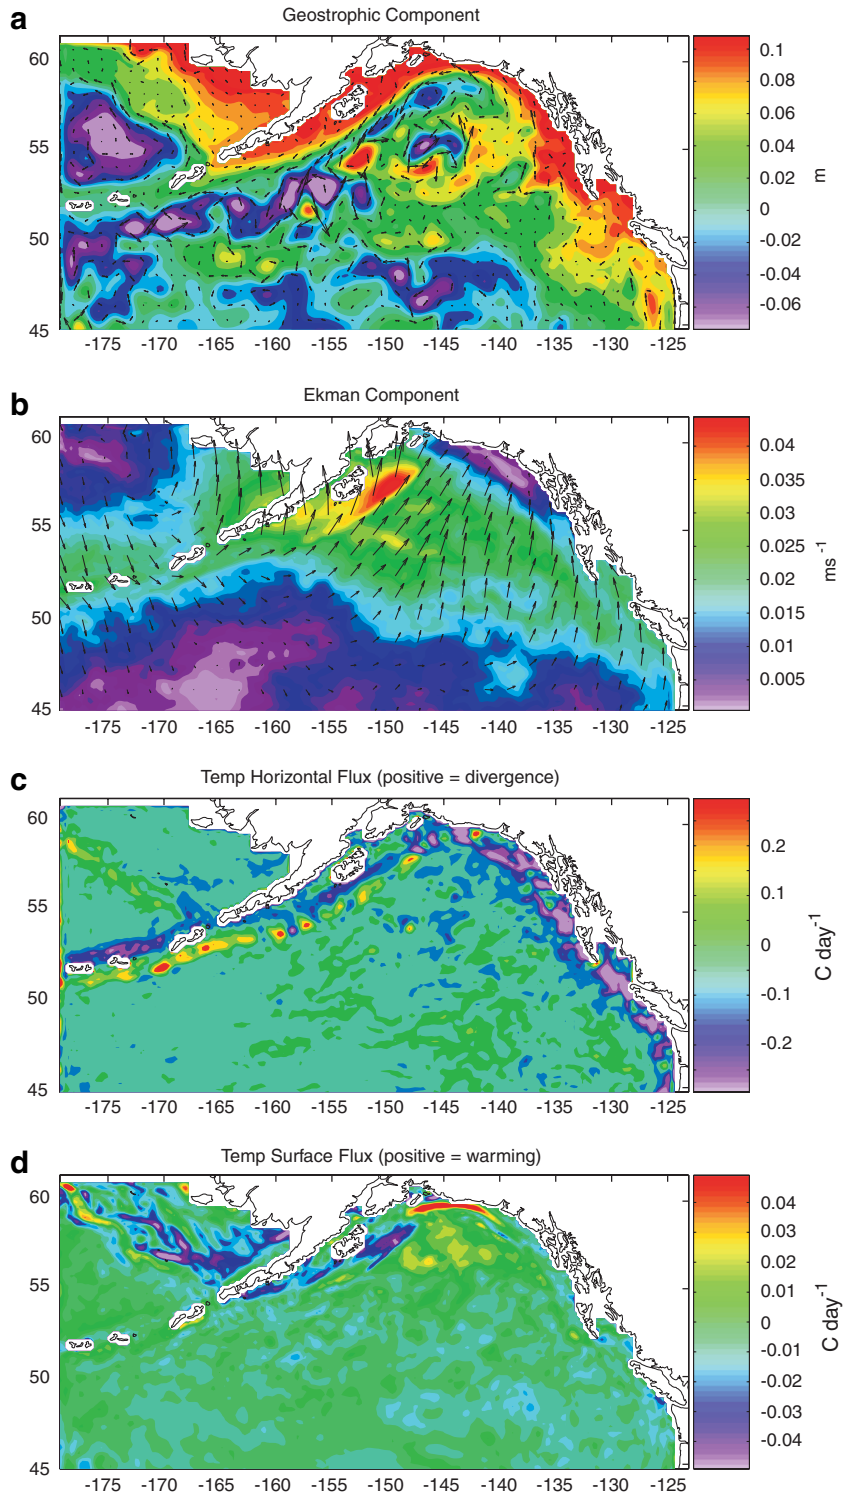 a
Geostrophic Component
60
55
50
45
-175 -170 -165 -160 -155 -150 -145 -140 -135 -130 -125
0.1
0.08
0.06
0.04
0.02
0
-0.02
-0.04
-0.06
m
b
Ekman Component
60
55
50
45
-175 -170 -165 -160 -155 -150 -145 -140 -135 -130 -125
0.04
0.035
0.03
0.025
0.02
0.015
0.01
0.005
ms⁻¹
c
Temp Horizontal Flux (positive = divergence)
60
55
50
45
-175 -170 -165 -160 -155 -150 -145 -140 -135 -130 -125
0.2
0.1
0
-0.1
-0.2
C day⁻¹
d
Temp Surface Flux (positive = warming)
60
55
50
45
-175 -170 -165 -160 -155 -150 -145 -140 -135 -130 -125
0.04
0.03
0.02
0.01
0
-0.01
-0.02
-0.03
-0.04
C day⁻¹